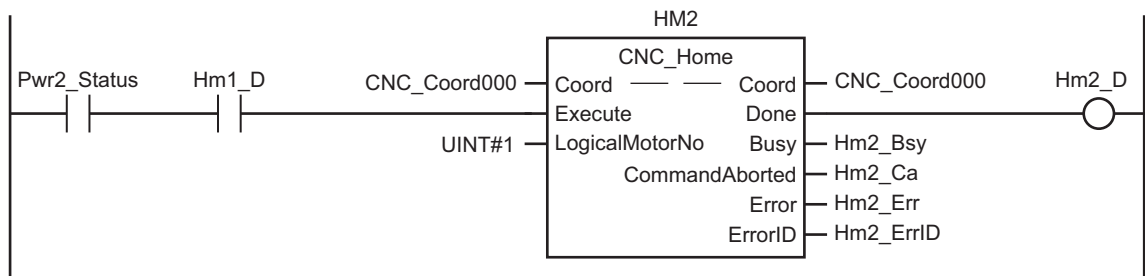 HM2
CNC_Home
Pwr2_Status Hm1_D CNC_Coord000 Coord Coord CNC_Coord000 Hm2_D
Execute Done
UINT#1 LogicalMotorNo Busy Hm2_Bsy
CommandAborted Hm2_Ca
Error Hm2_Err
ErrorID Hm2_ErrID